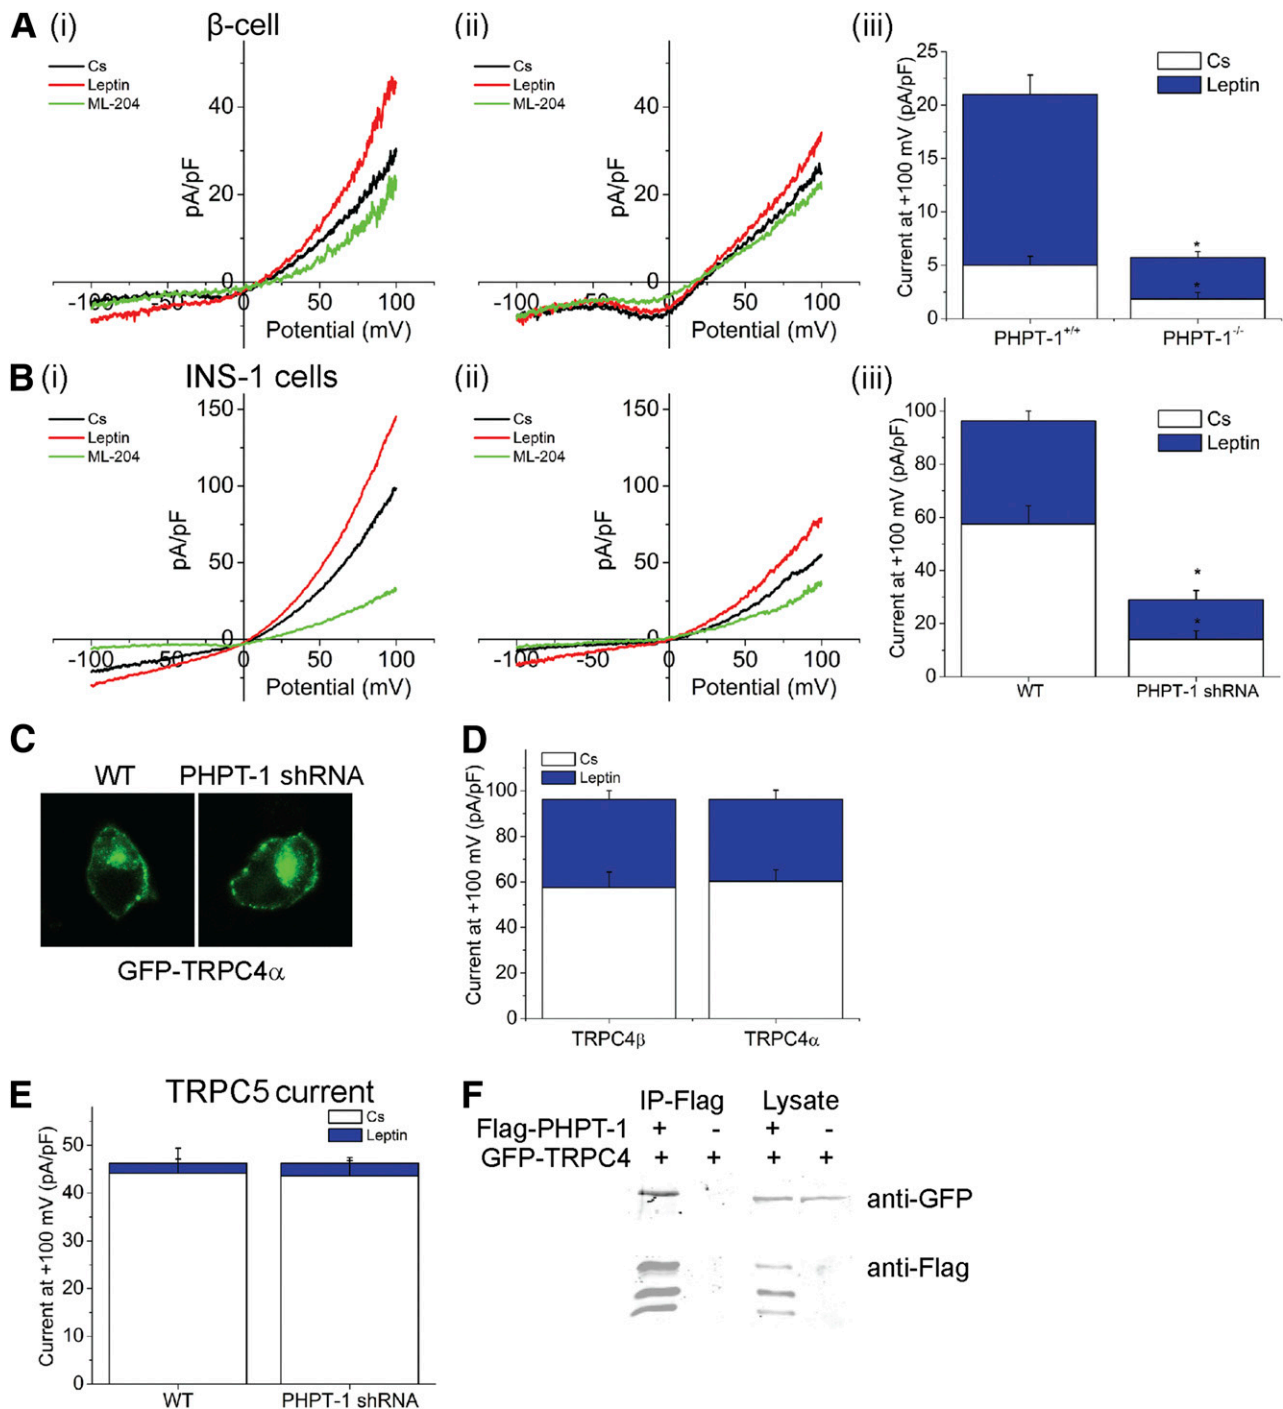 A (i) β-cell
Cs
Leptin
ML-204
pA/pF
40
20
0
-100 -50 50 100
Potential (mV)
(ii)
Cs
Leptin
ML-204
pA/pF
40
20
0
-100 -50 50 100
Potential (mV)
(iii)
Cs
Leptin
Current at +100 mV (pA/pF)
25
20
15
10
5
0
*
*
PHPT-1+/+ PHPT-1-/-
B (i) INS-1 cells
Cs
Leptin
ML-204
pA/pF
150
100
50
0
-100 -50 0 50 100
Potential (mV)
(ii)
Cs
Leptin
ML-204
pA/pF
150
100
50
0
-100 -50 0 50 100
Potential (mV)
(iii)
Cs
Leptin
Current at +100 mV (pA/pF)
100
80
60
40
20
0
*
*
WT PHPT-1 shRNA
C
WT PHPT-1 shRNA
GFP-TRPC4α
D
Cs
Leptin
Current at +100 mV (pA/pF)
100
80
60
40
20
0
TRPC4β TRPC4α
E TRPC5 current
Cs
Leptin
Current at +100 mV (pA/pF)
50
40
30
20
10
0
WT PHPT-1 shRNA
F IP-Flag Lysate
Flag-PHPT-1 + - + -
GFP-TRPC4 + + + +
anti-GFP
anti-Flag